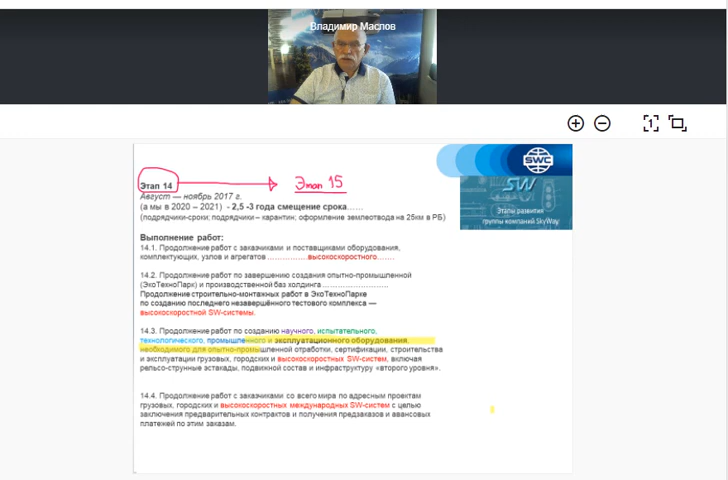 Владимир Маслов
SWC
SW
Этапы развития
группы компаний SkyWay
Этап 14
Этап 15
Август — ноябрь 2017 г.
(а мы в 2020 – 2021) - 2,5 -3 года смещение срока.....
(подрядчики-сроки; подрядчики – карантин; оформление землеотвода на 25км в РБ)
Выполнение работ:
14.1. Продолжение работ с заказчиками и поставщиками оборудования,
комплектующих, узлов и агрегатов ................высокоскоростного.......
14.2. Продолжение работ по завершению создания опытно-промышленной
(ЭкоТехноПарк) и производственной баз холдинга .........................
Продолжение строительно-монтажных работ в ЭкоТехноПарке
по созданию последнего незавершённого тестового комплекса —
высокоскоростной SW-системы.
14.3. Продолжение работ по созданию научного, испытательного,
технологического, промышленного и эксплуатационного оборудования,
необходимого для опытно-промышленной отработки, сертификации, строительства
и эксплуатации грузовых, городских и высокоскоростных SW-систем, включая
рельсо-струнные эстакады, подвижной состав и инфраструктуру «второго уровня».
14.4. Продолжение работ с заказчиками со всего мира по адресным проектам
грузовых, городских и высокоскоростных международных SW-систем с целью
заключения предварительных контрактов и получения предзаказов и авансовых
платежей по этим заказам.